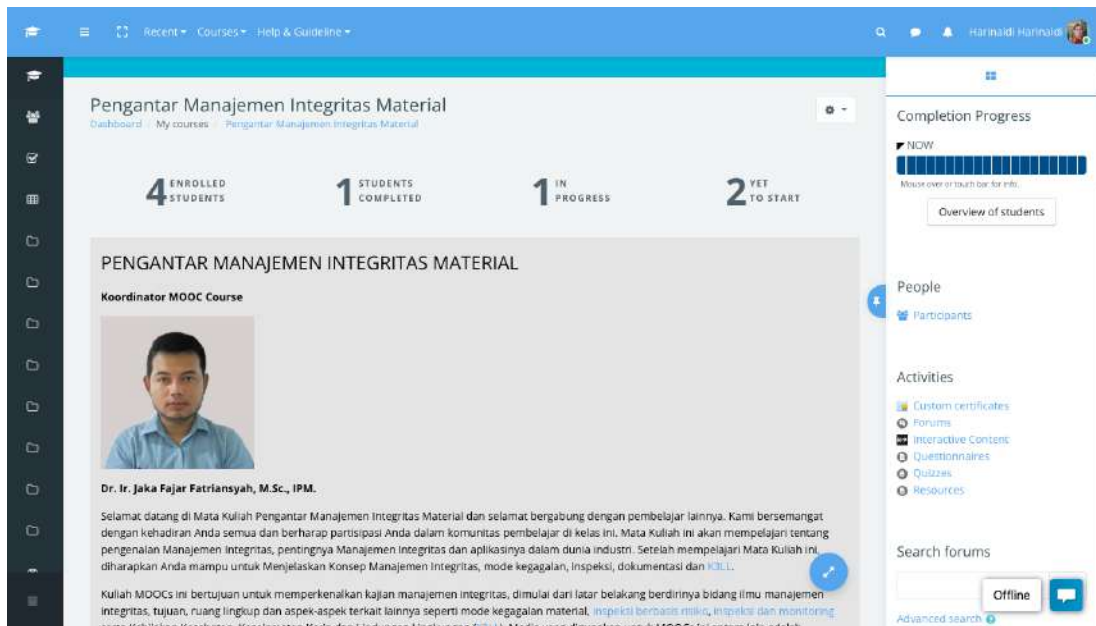 Recent Courses Help & Guideline
Harinaldi Harinaldi
Pengantar Manajemen Integritas Material
Dashboard / My courses / Pengantar Manajemen Integritas Material
4 ENROLLED STUDENTS
1 STUDENTS COMPLETED
1 IN PROGRESS
2 YET TO START
PENGANTAR MANAJEMEN INTEGRITAS MATERIAL
Koordinator MOOC Course
Dr. Ir. Jaka Fajar Fatriansyah, M.Sc., IPM.
Selamat datang di Mata Kuliah Pengantar Manajemen Integritas Material dan selamat bergabung dengan pembelajar lainnya. Kami bersemangat
dengan kehadiran Anda semua dan berharap partisipasi Anda dalam komunitas pembelajar di kelas ini. Mata Kuliah ini akan mempelajari tentang
pengenalan Manajemen Integritas, pentingnya Manajemen Integritas dan aplikasinya dalam dunia industri. Setelah mempelajari Mata Kuliah ini,
diharapkan Anda mampu untuk Menjelaskan Konsep Manajemen Integritas, mode kegagalan, Inspeksi, dokumentasi dan K3LL.
Kuliah MOOCs ini bertujuan untuk memperkenalkan kajian manajemen integritas, dimulai dari latar belakang berdirinya bidang ilmu manajemen
integritas, tujuan, ruang lingkup dan aspek-aspek terkait lainnya seperti mode kegagalan material, inspeksi berbasis risiko, inspeksi dan monitoring
Completion Progress
NOW
Mouse over or touch bar for info.
Overview of students
People
Participants
Activities
Custom certificates
Forums
Interactive Content
Questionnaires
Quizzes
Resources
Search forums
Offline
Advanced search